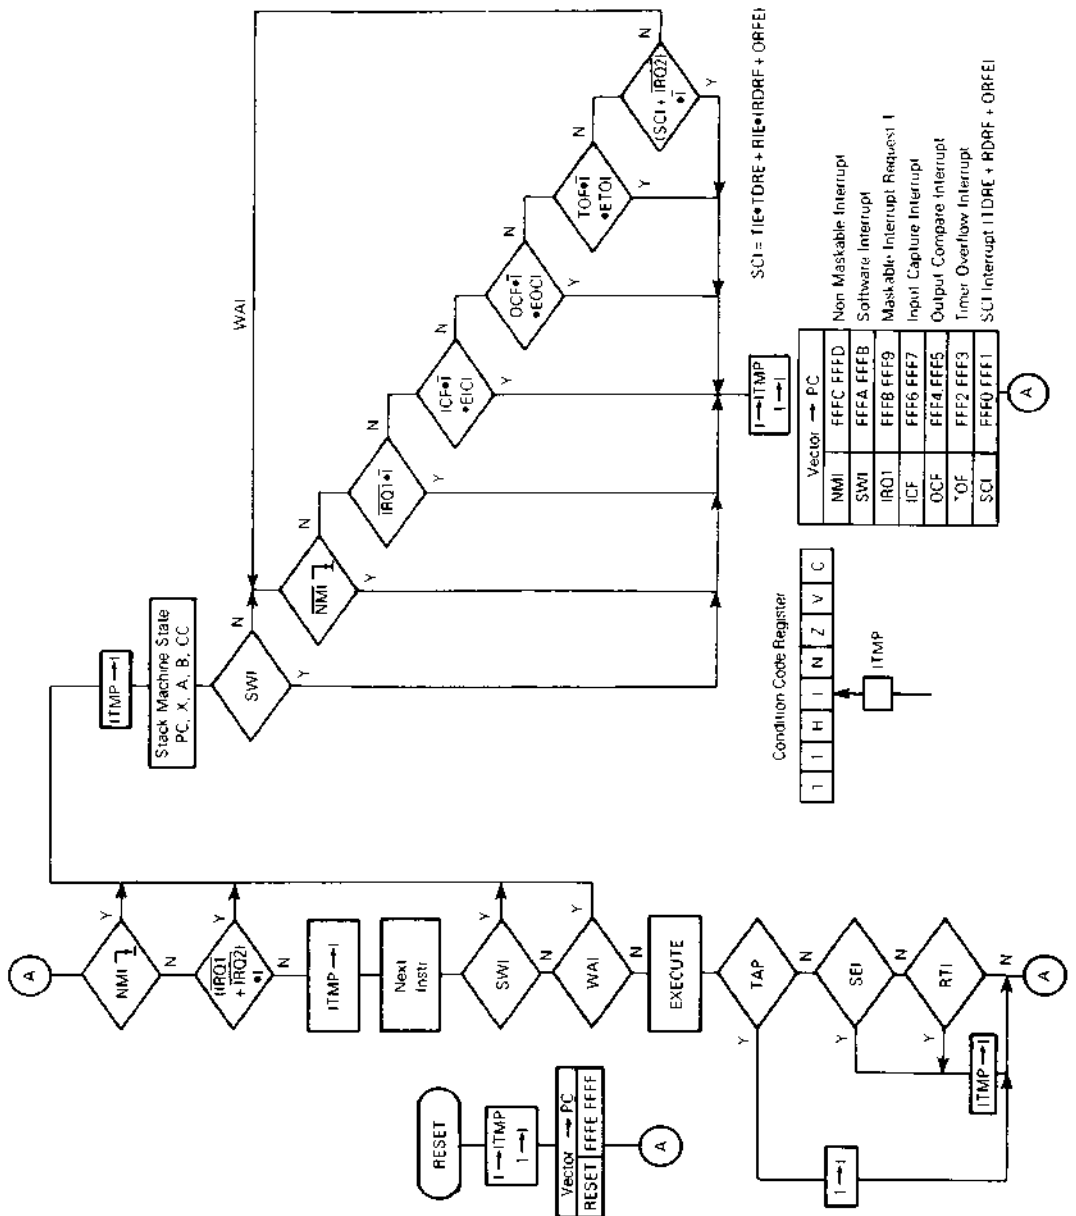 RESET
I→ITMP
1→I
Vector → PC
RESET FFFE FFFF
A
A
NMI
(IRQ1
+ IRQ2)
•I
ITMP→I
Next
Instr
SWI
WAI
EXECUTE
TAP
SEI
RTI
1→I
ITMP→I
A
Y
N
Y
N
Y
N
Y
N
Y
N
Y
N
Y
N
ITMP→I
Stack Machine State
PC, X, A, B, CC
SWI
N
Y
WAI
NMI
N
Y
IRQ1•I
N
Y
ICF•I
•EICI
N
Y
OCF•I
•EOCI
N
Y
TOF•I
•ETOI
N
Y
(SCI + IRQ2)
•I
N
Y
SCI = TIE•TDRE + RIE•(RDRF + ORFE)
I→ITMP
1→I
Condition Code Register
1 1 H I N Z V C
ITMP
Vector → PC
NMI FFFC FFFD Non Maskable Interrupt
SWI FFFA FFFB Software Interrupt
IRQ1 FFF8 FFF9 Maskable Interrupt Request 1
ICF FFF6 FFF7 Input Capture Interrupt
OCF FFF4 FFF5 Output Compare Interrupt
TOF FFF2 FFF3 Timer Overflow Interrupt
SCI FFF0 FFF1 SCI Interrupt (TDRE + RDRF + ORFE)
A